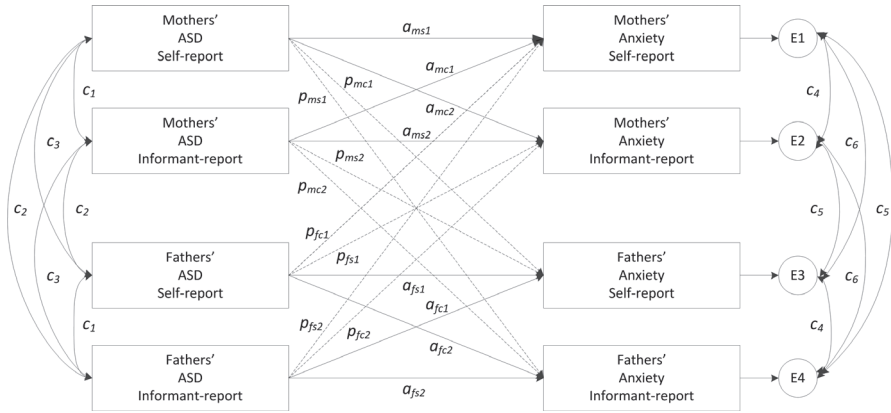 Mothers'
ASD
Self-report
Mothers'
ASD
Informant-report
Fathers'
ASD
Self-report
Fathers'
ASD
Informant-report
Mothers'
Anxiety
Self-report
Mothers'
Anxiety
Informant-report
Fathers'
Anxiety
Self-report
Fathers'
Anxiety
Informant-report
E1
E2
E3
E4
c1
c3
c2
c2
c3
c1
ams1
amc1
pmc1
pms1
amc2
ams2
pms2
pmc2
pfc1
pfs1
afs1
afc1
pfs2
pfc2
afc2
afs2
c4
c6
c5
c5
c6
c4